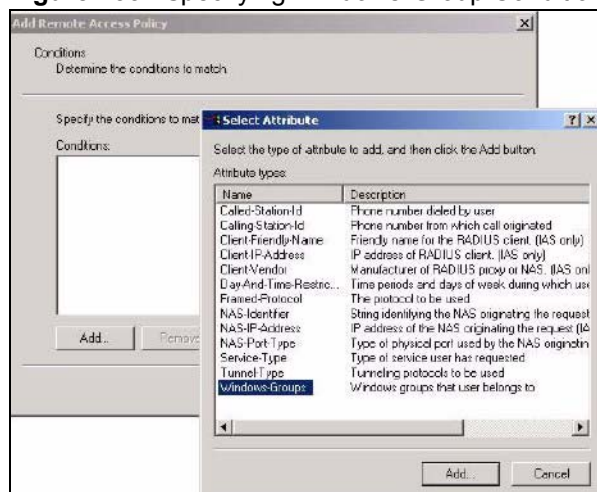 Add Remote Access Policy
Conditions
Determine the conditions to match.
Specify the conditions to mat
Conditions:
Add...
Remove
Select Attribute
Select the type of attribute to add, and then click the Add button.
Attribute types:
Name Description
Called-Station-Id Phone number dialed by user
Calling-Station-Id Phone number from which call originated
Client-Friendly-Name Friendly name for the RADIUS client. (IAS only)
Client-IP-Address IP address of RADIUS client. (IAS only)
Client-Vendor Manufacturer of RADIUS proxy or NAS. (IAS onl
Day-And-Time-Restric... Time periods and days of week during which use
Framed-Protocol The protocol to be used
NAS-Identifier String identifying the NAS originating the request
NAS-IP-Address IP address of the NAS originating the request (IA
NAS-Port-Type Type of physical port used by the NAS originatin
Service-Type Type of service user has requested
Tunnel-Type Tunneling protocols to be used
Windows-Groups Windows groups that user belongs to
Add... Cancel